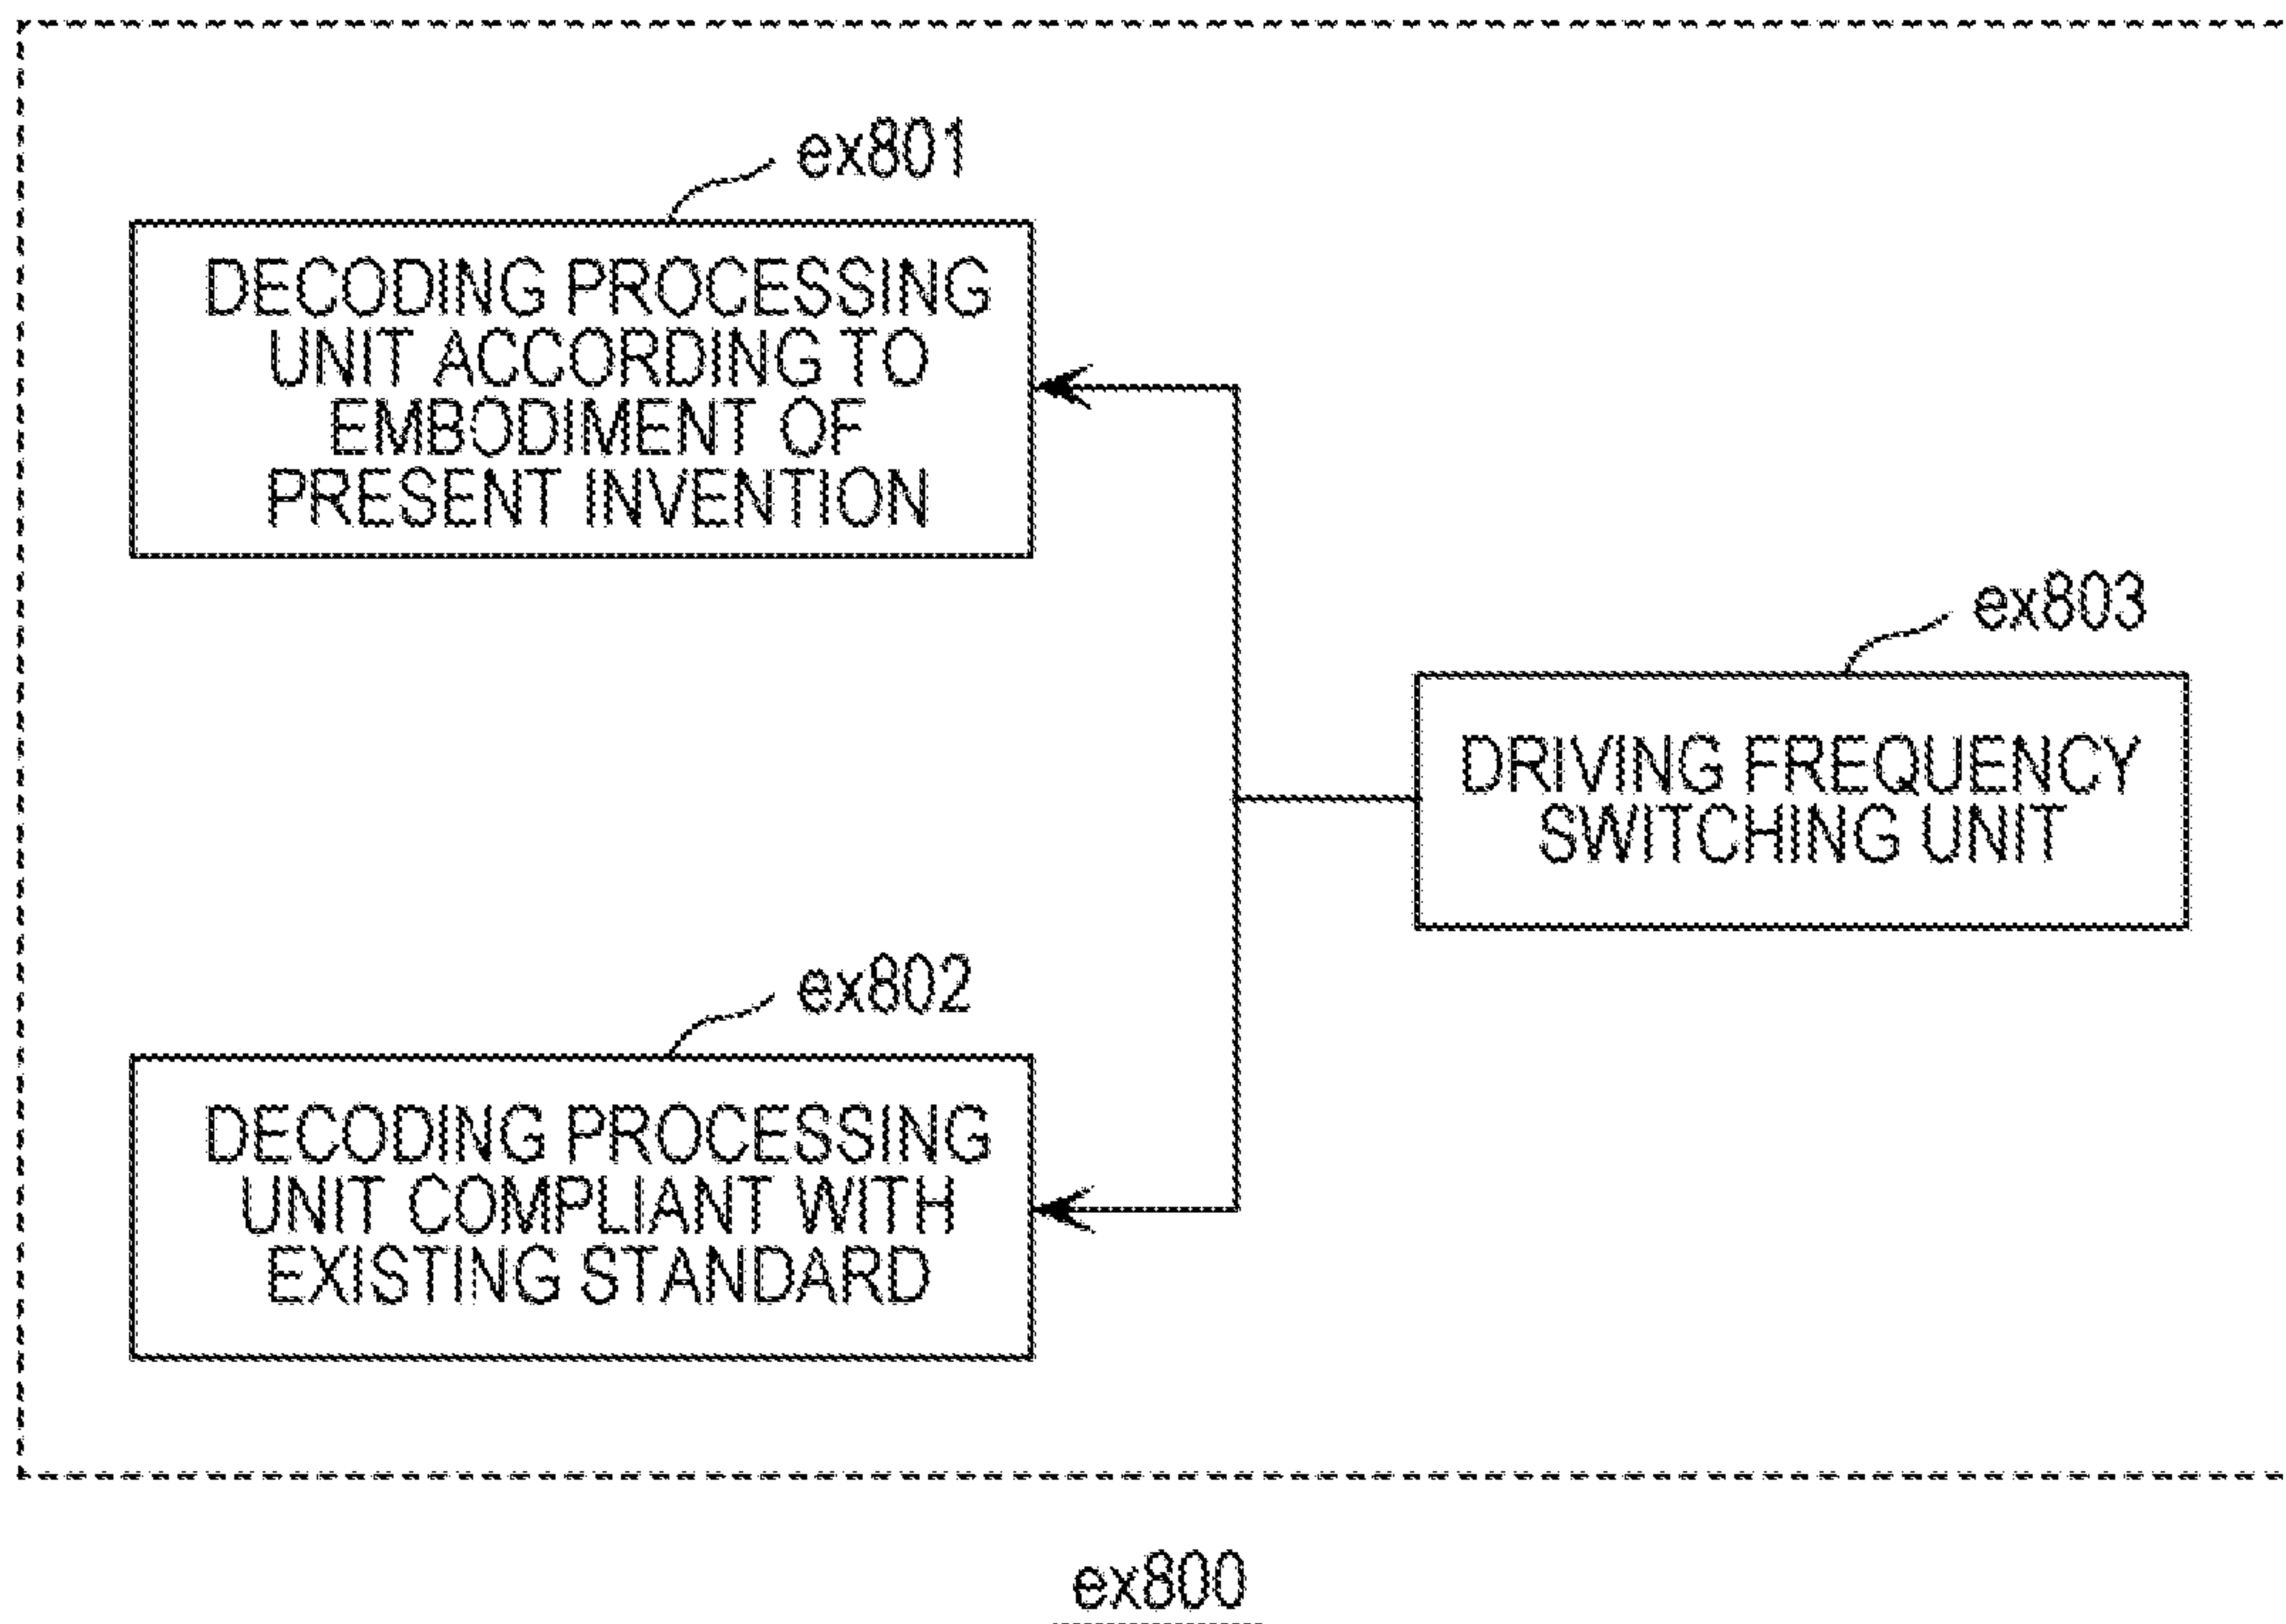 ex801
DECODING PROCESSING
UNIT ACCORDING TO
EMBODIMENT OF
PRESENT INVENTION
ex803
DRIVING FREQUENCY
SWITCHING UNIT
ex802
DECODING PROCESSING
UNIT COMPLIANT WITH
EXISTING STANDARD
ex800